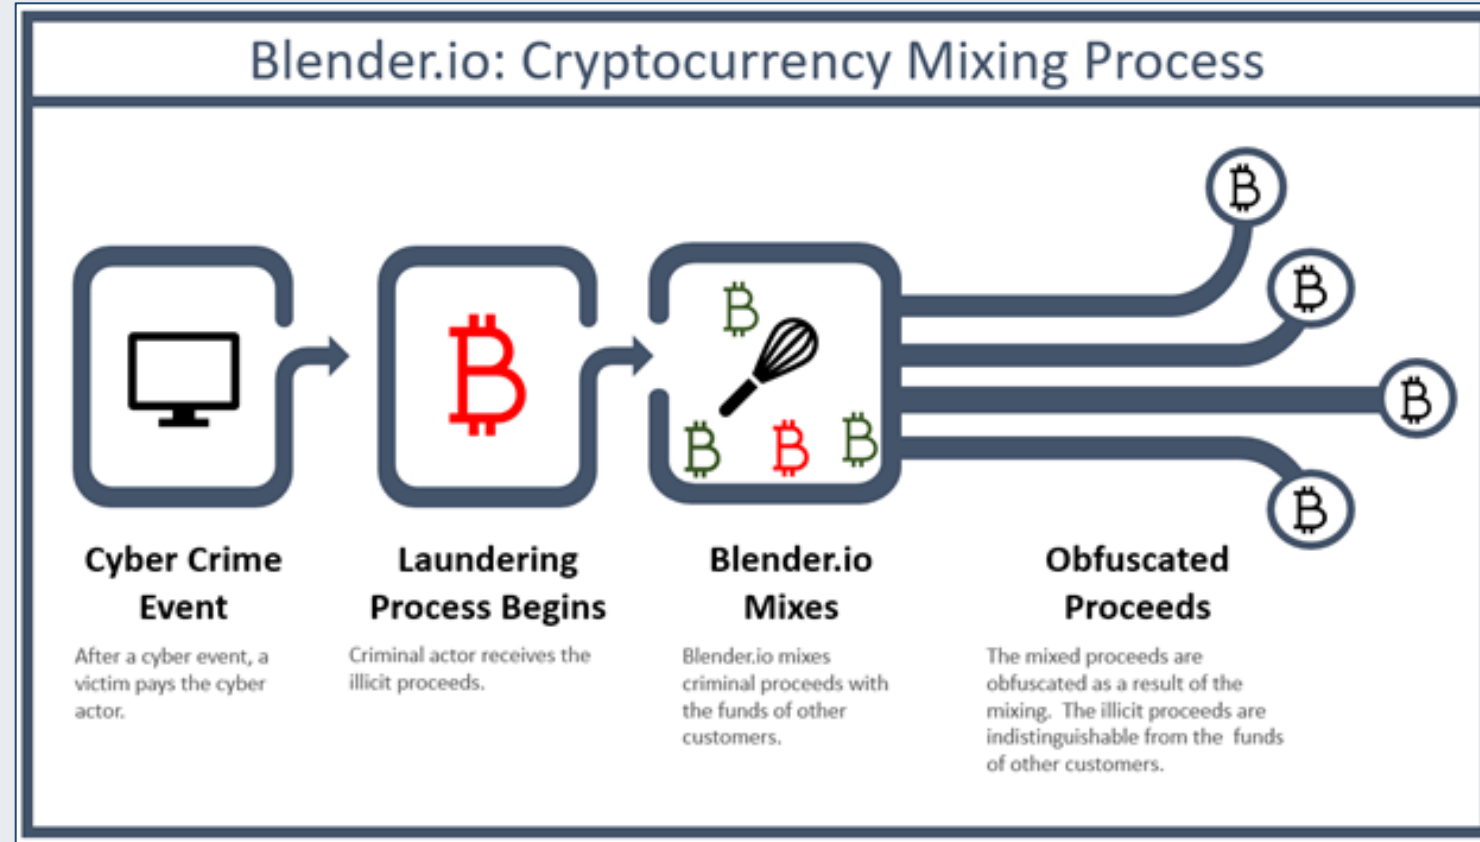 Blender.io: Cryptocurrency Mixing Process
Cyber Crime
Event
After a cyber event, a
victim pays the cyber
actor.
Laundering
Process Begins
Criminal actor receives the
illicit proceeds.
Blender.io
Mixes
Blender.io mixes
criminal proceeds with
the funds of other
customers.
Obfuscated
Proceeds
The mixed proceeds are
obfuscated as a result of the
mixing.  The illicit proceeds are
indistinguishable from the  funds
of other customers.